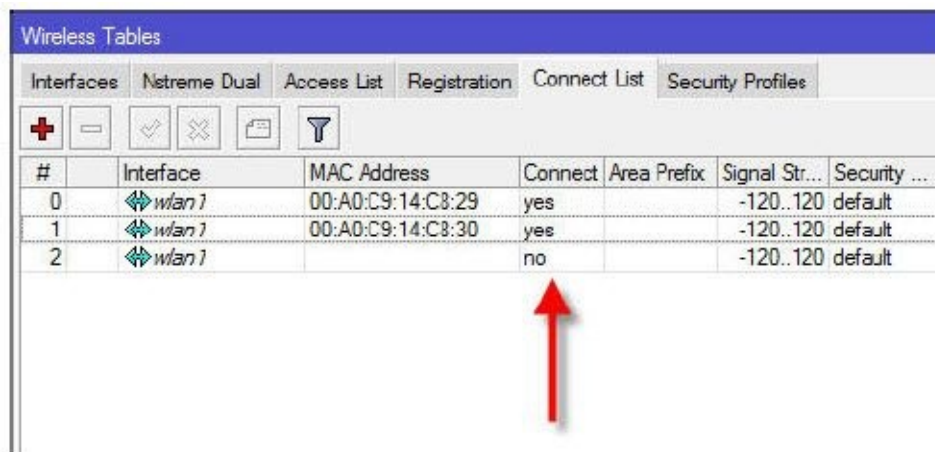 Wireless Tables
Interfaces Nstreme Dual Access List Registration Connect List Security Profiles
# Interface MAC Address Connect Area Prefix Signal Str... Security ...
0 wlan1 00:A0:C9:14:C8:29 yes -120..120 default
1 wlan1 00:A0:C9:14:C8:30 yes -120..120 default
2 wlan1 no -120..120 default